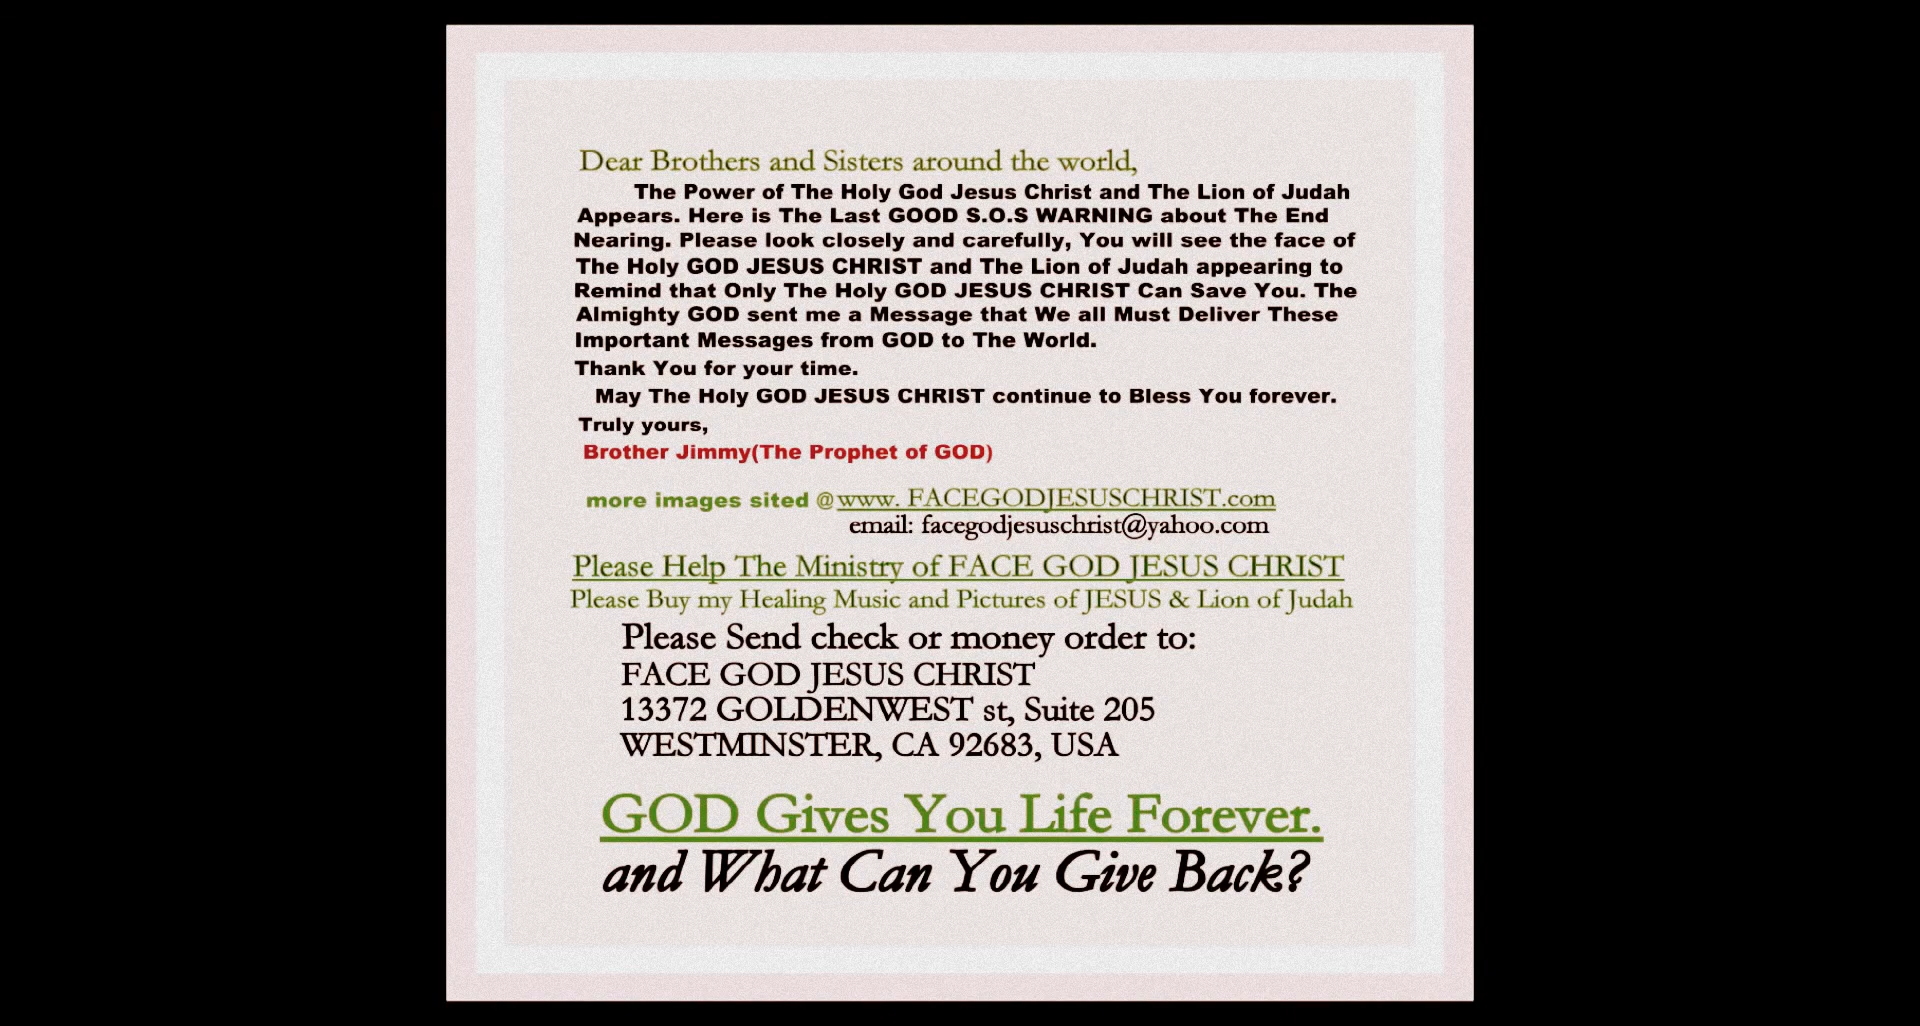 Dear Brothers and Sisters around the world,
The Power of The Holy God Jesus Christ and The Lion of Judah
Appears. Here is The Last GOOD S.O.S WARNING about The End
Nearing. Please look closely and carefully, You will see the face of
The Holy GOD JESUS CHRIST and The Lion of Judah appearing to
Remind that Only The Holy GOD JESUS CHRIST Can Save You. The
Almighty GOD sent me a Message that We all Must Deliver These
Important Messages from GOD to The World.
Thank You for your time.
May The Holy GOD JESUS CHRIST continue to Bless You forever.
Truly yours,
Brother Jimmy(The Prophet of GOD)
more images sited @www. FACEGODJESUSCHRIST.com
email: facegodjesuschrist@yahoo.com
Please Help The Ministry of FACE GOD JESUS CHRIST
Please Buy my Healing Music and Pictures of JESUS & Lion of Judah
Please Send check or money order to:
FACE GOD JESUS CHRIST
13372 GOLDENWEST st, Suite 205
WESTMINSTER, CA 92683, USA
GOD Gives You Life Forever.
and What Can You Give Back?